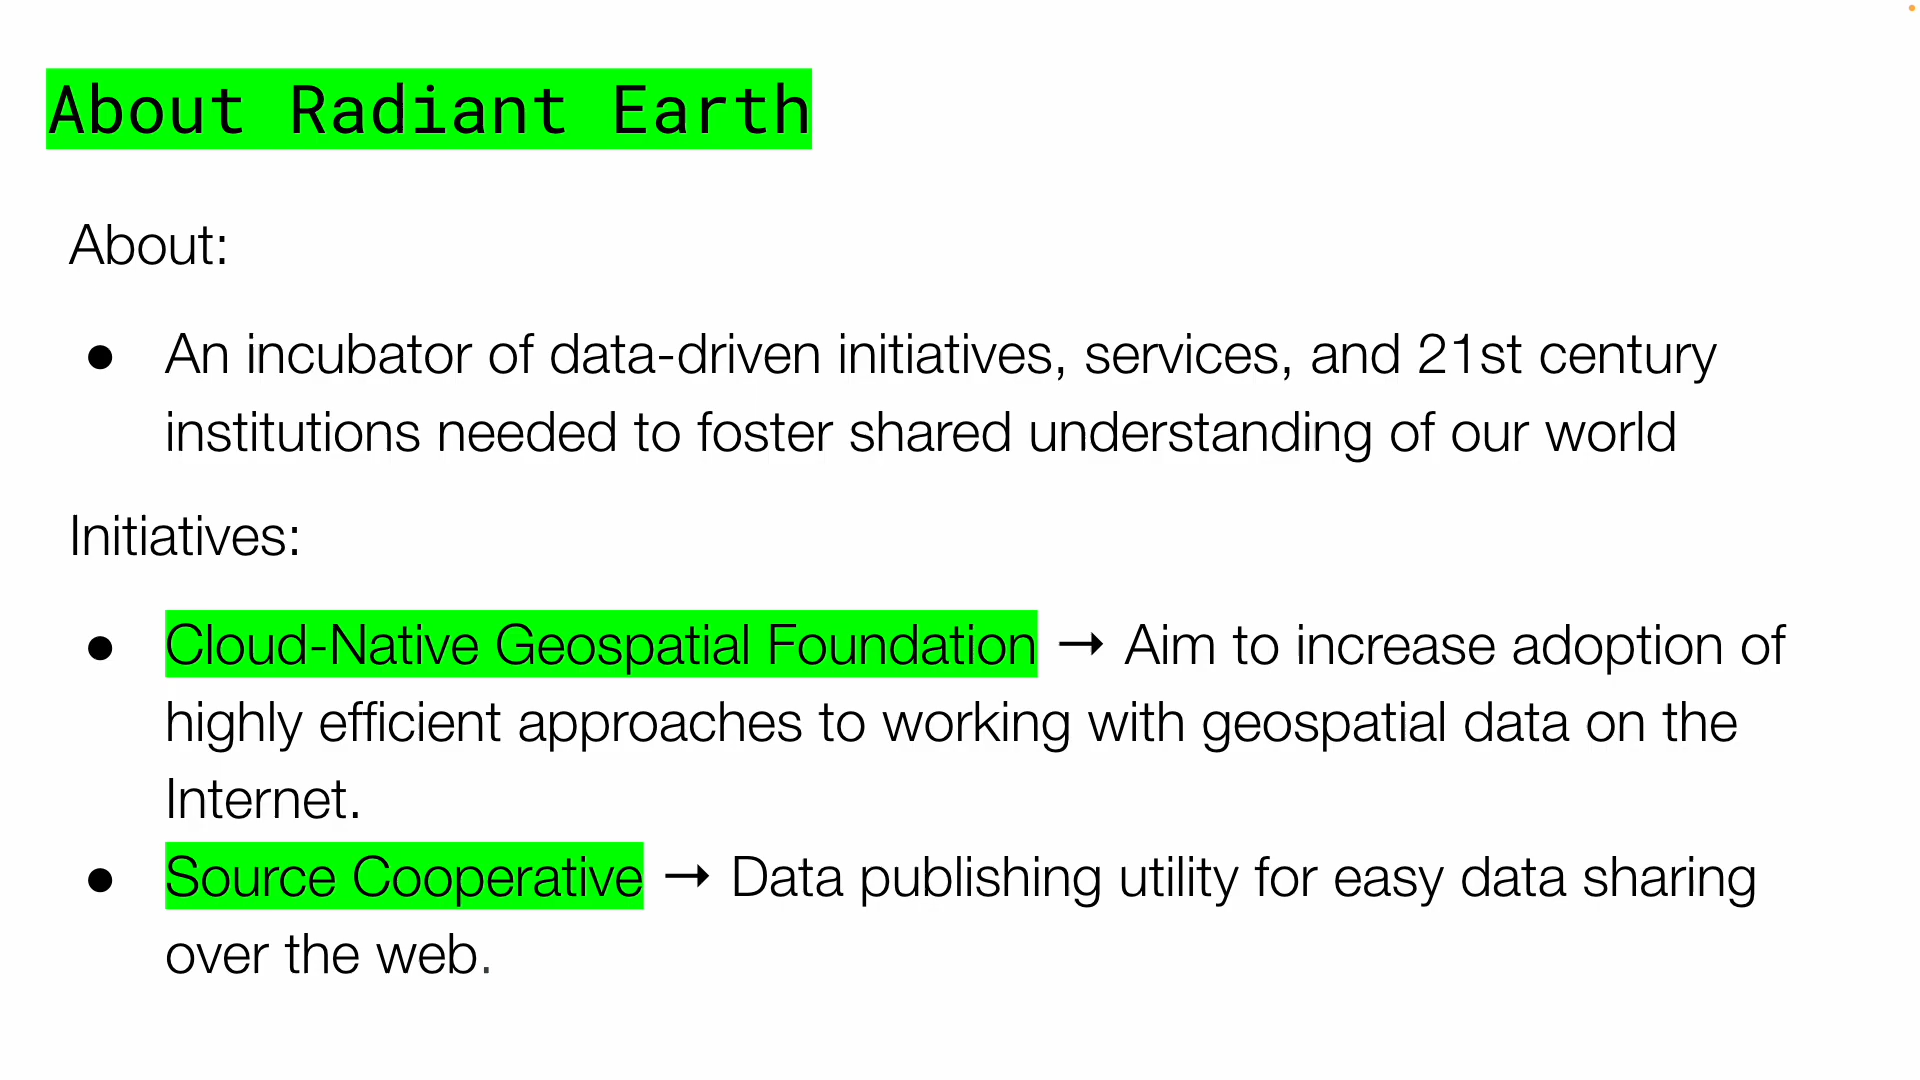 About Radiant Earth
About:
● An incubator of data-driven initiatives, services, and 21st century
institutions needed to foster shared understanding of our world
Initiatives:
● Cloud-Native Geospatial Foundation → Aim to increase adoption of
highly efficient approaches to working with geospatial data on the
Internet.
● Source Cooperative → Data publishing utility for easy data sharing
over the web.